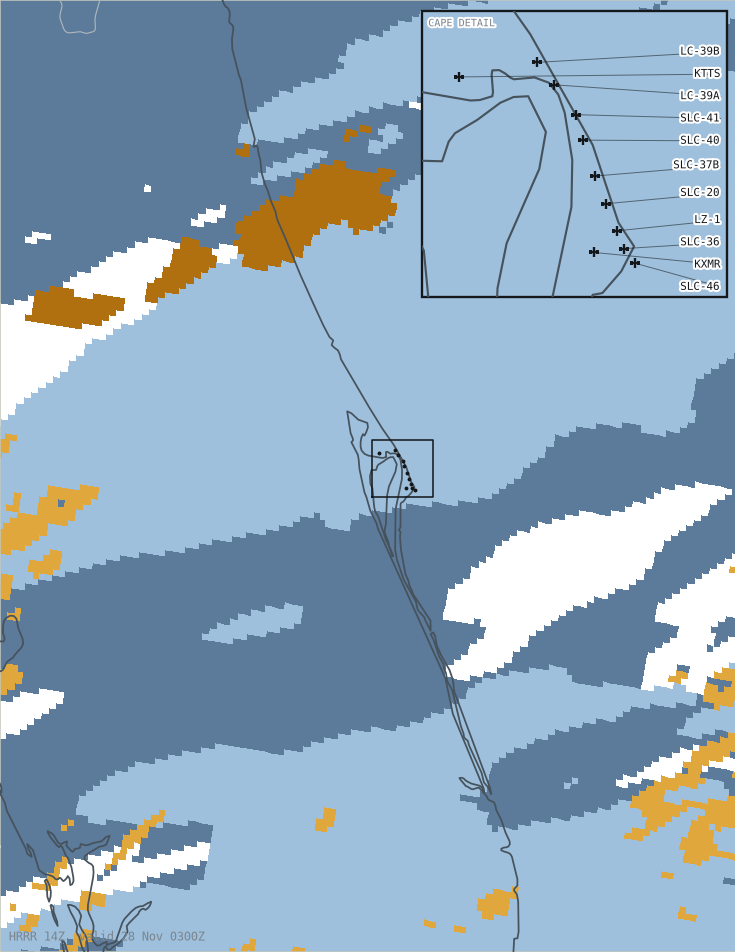 CAPE DETAIL
LC-39B
KTTS
LC-39A
SLC-41
SLC-40
SLC-37B
SLC-20
LZ-1
SLC-36
KXMR
SLC-46
HRRR 14Z, valid 28 Nov 0300Z